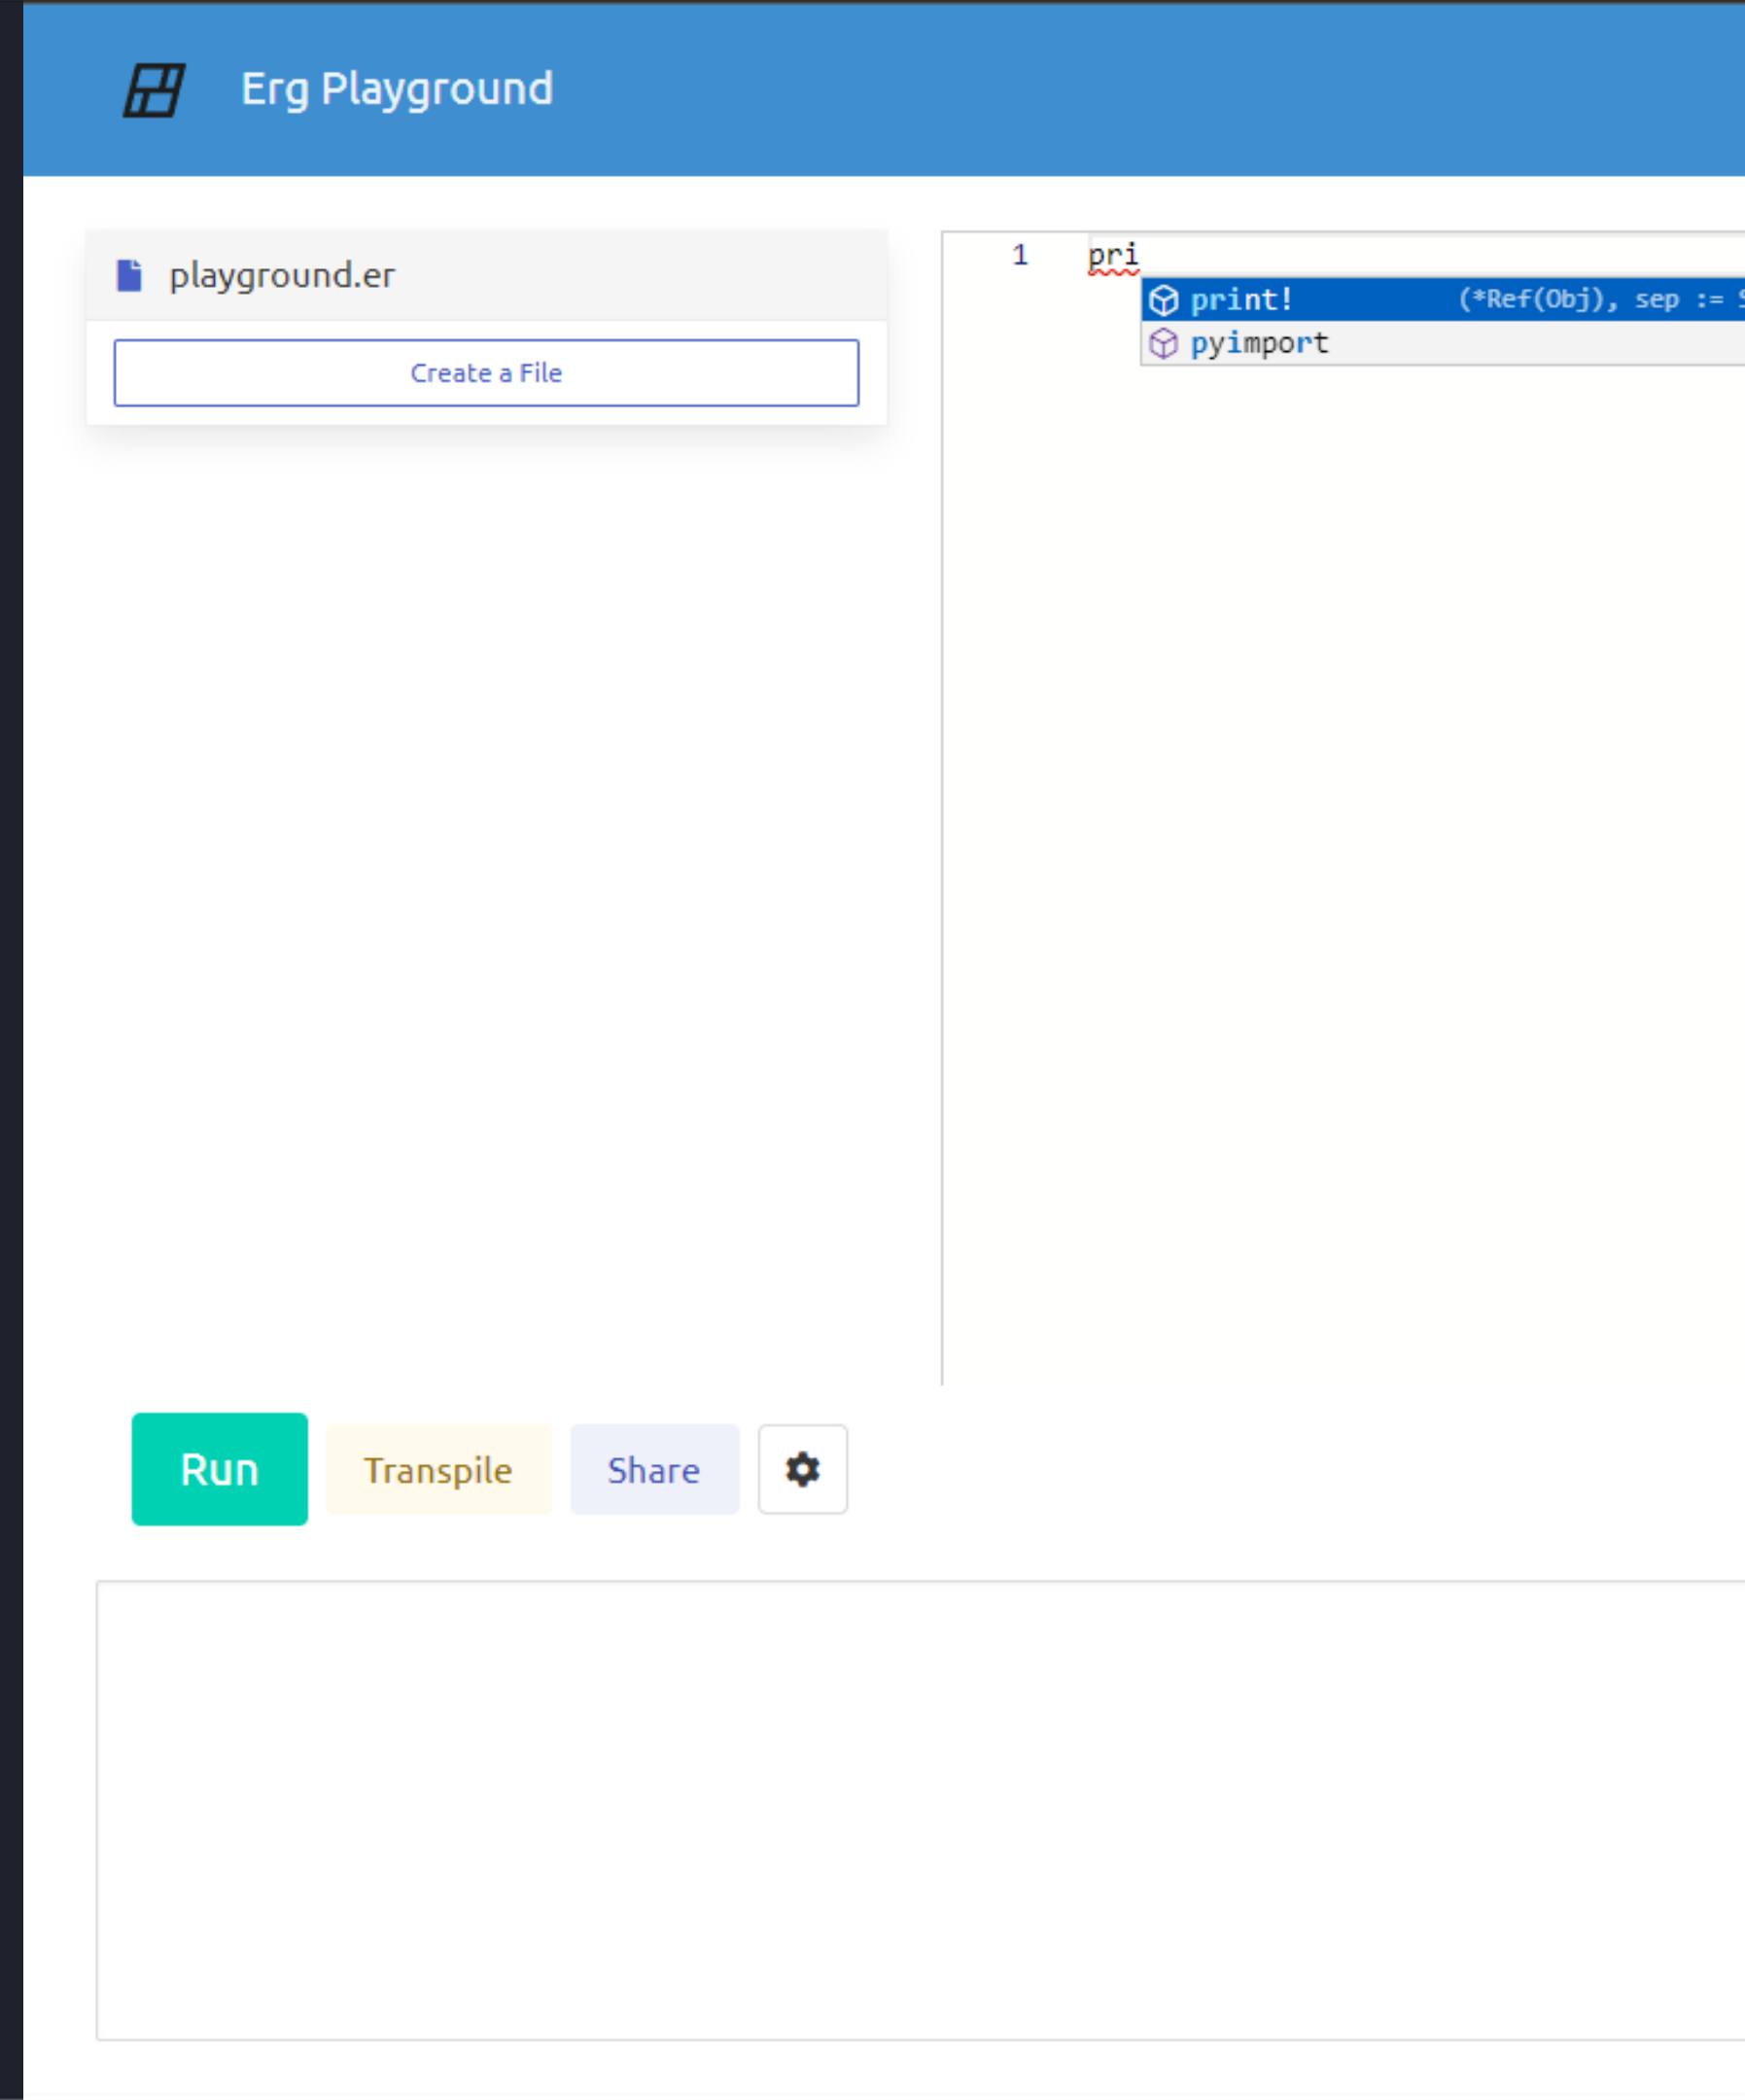 Erg Playground
playground.er
Create a File
1 pri
print! (*Ref(Obj), sep :=
pyimport
Run Transpile Share